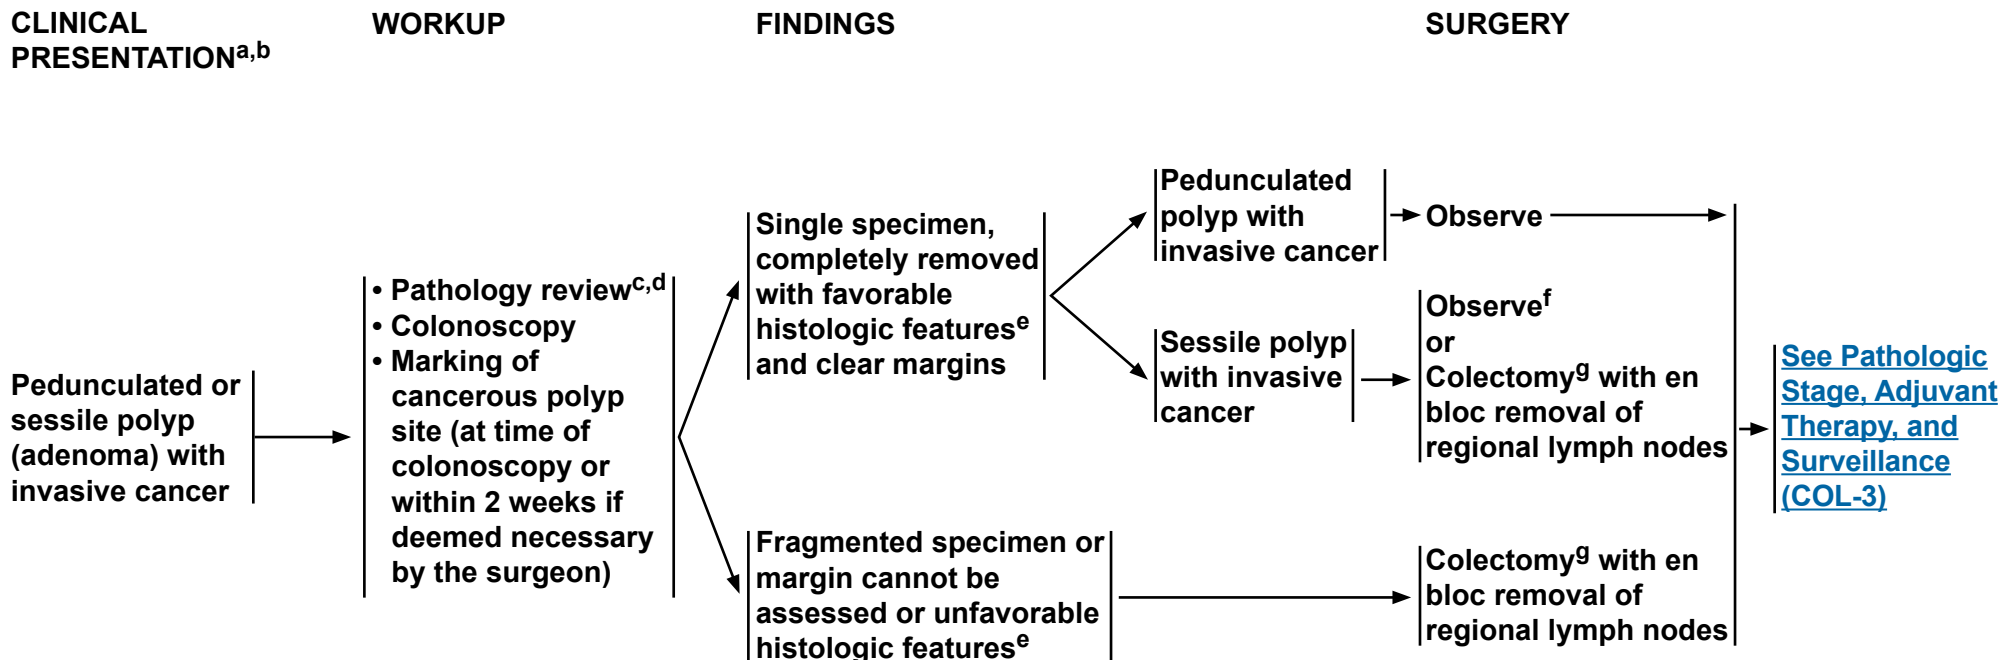 CLINICAL
PRESENTATIONa,b
WORKUP
FINDINGS
SURGERY
Pedunculated or
sessile polyp
(adenoma) with
invasive cancer
• Pathology reviewc,d
• Colonoscopy
• Marking of
cancerous polyp
site (at time of
colonoscopy or
within 2 weeks if
deemed necessary
by the surgeon)
Single specimen,
completely removed
with favorable
histologic featurese
and clear margins
Pedunculated
polyp with
invasive cancer
Observe
Sessile polyp
with invasive
cancer
Observef
or
Colectomyg with en
bloc removal of
regional lymph nodes
Fragmented specimen or
margin cannot be
assessed or unfavorable
histologic featurese
Colectomyg with en
bloc removal of
regional lymph nodes
See Pathologic
Stage, Adjuvant
Therapy, and
Surveillance
(COL-3)